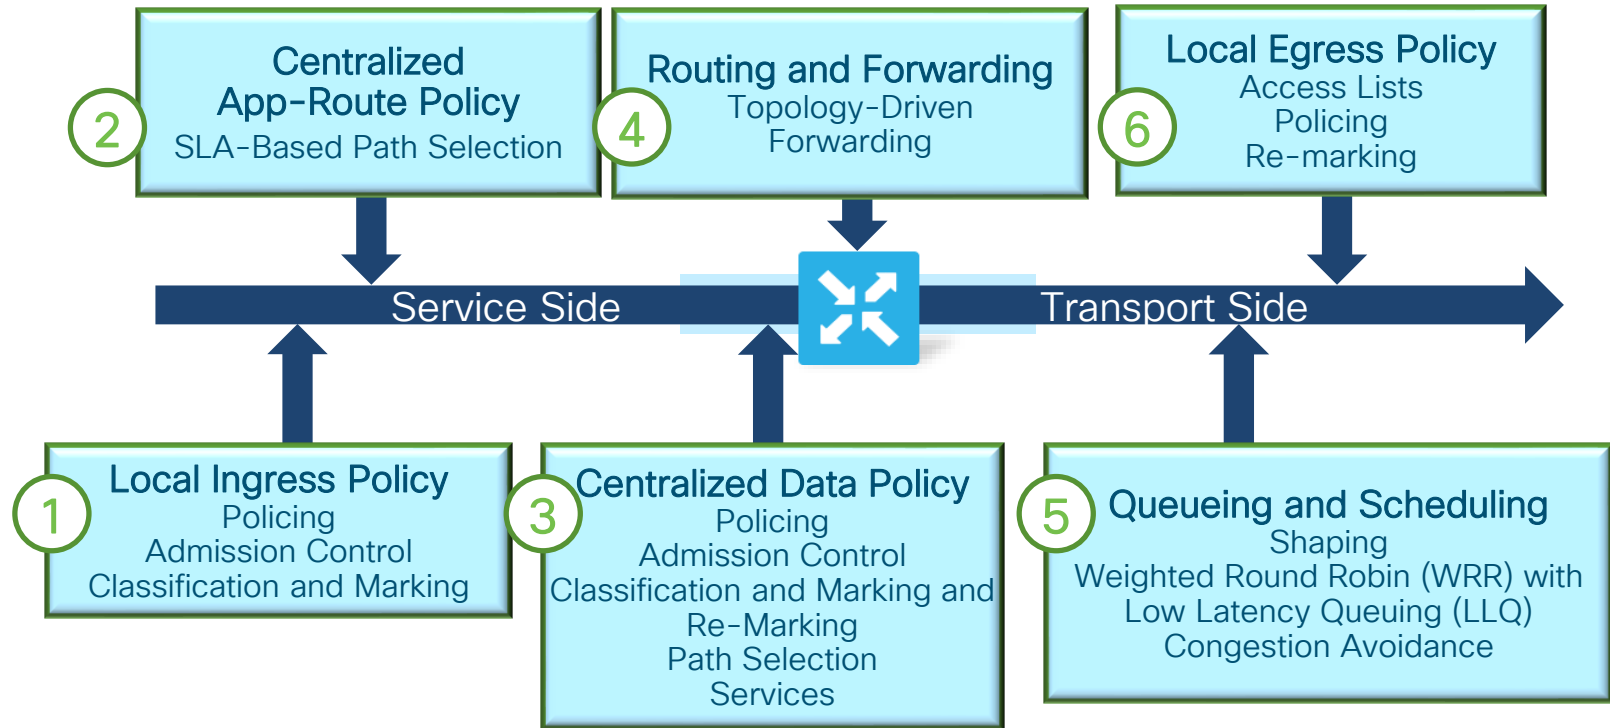 2
Centralized
App-Route Policy
SLA-Based Path Selection
4
Routing and Forwarding
Topology-Driven
Forwarding
6
Local Egress Policy
Access Lists
Policing
Re-marking
Service Side
Transport Side
1
Local Ingress Policy
Policing
Admission Control
Classification and Marking
3
Centralized Data Policy
Policing
Admission Control
Classification and Marking and
Re-Marking
Path Selection
Services
5
Queueing and Scheduling
Shaping
Weighted Round Robin (WRR) with
Low Latency Queuing (LLQ)
Congestion Avoidance